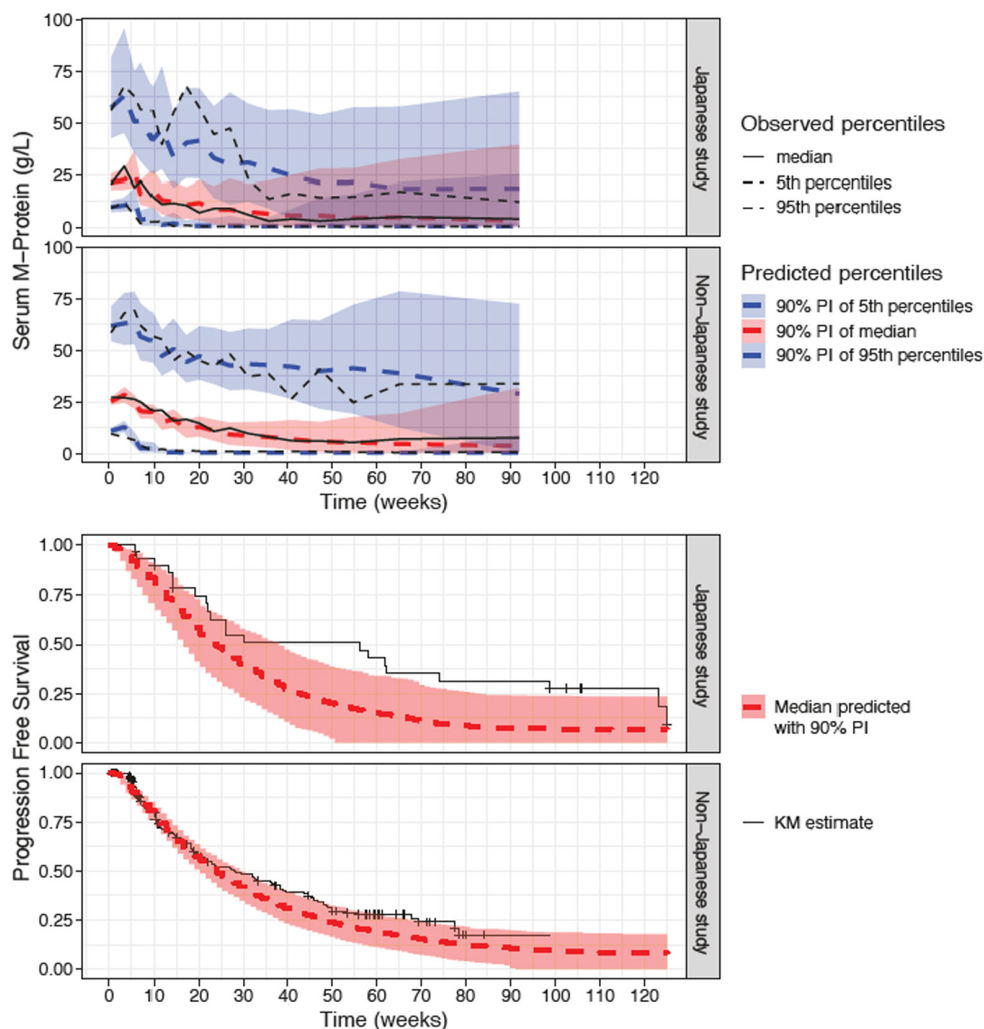 100
75
50
25
0
Japanese study
100
75
50
25
0
Non-Japanese study
Serum M-Protein (g/L)
0 10 20 30 40 50 60 70 80 90 100 110 120
Time (weeks)
Observed percentiles
median
5th percentiles
95th percentiles
Predicted percentiles
90% PI of 5th percentiles
90% PI of median
90% PI of 95th percentiles
1.00
0.75
0.50
0.25
0.00
Japanese study
1.00
0.75
0.50
0.25
0.00
Non-Japanese study
Progression Free Survival
0 10 20 30 40 50 60 70 80 90 100 110 120
Time (weeks)
Median predicted
with 90% PI
KM estimate